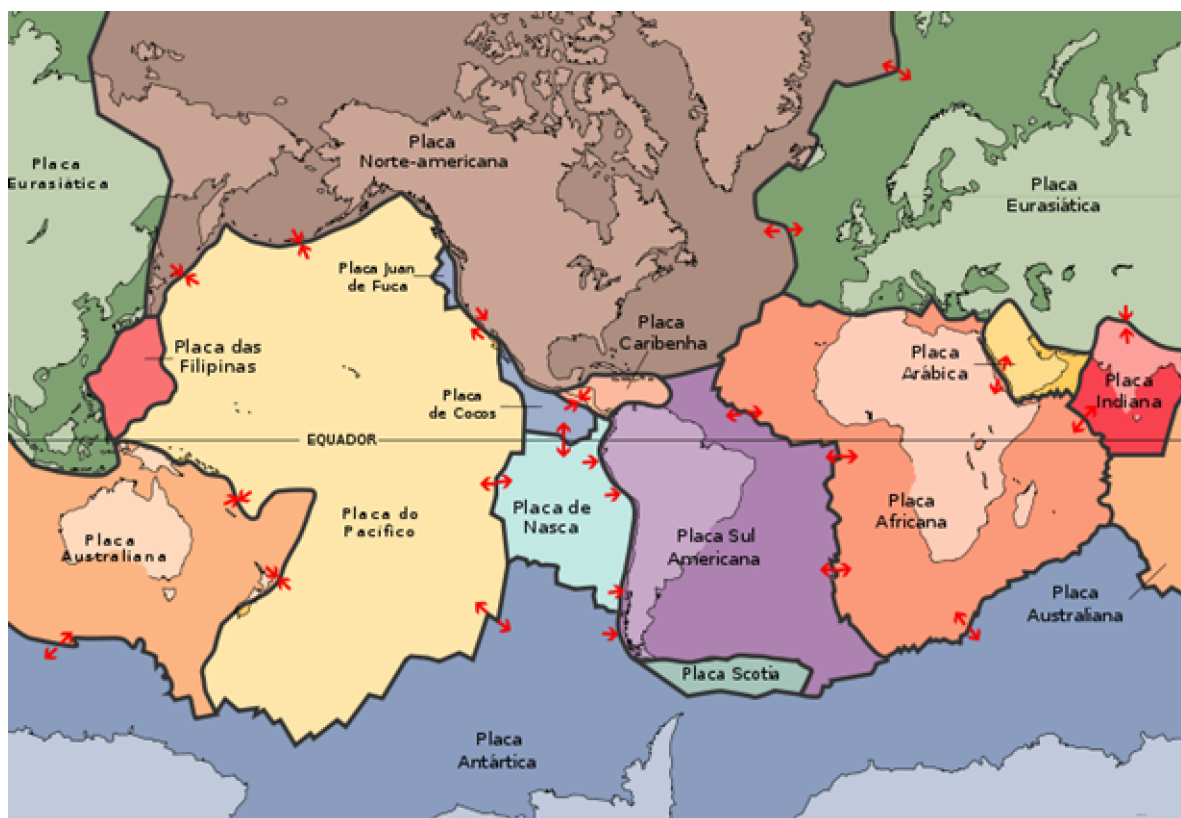 Placa
Norte-americana
Placa
Eurasiática
Placa
Eurasiática
Placa Juan
de Fuca
Placa
Caribenha
Placa das
Filipinas
Placa
Arábica
Placa
Indiana
Placa
de Cocos
EQUADOR
Placa de
Nasca
Placa do
Pacífico
Placa
Africana
Placa Sul
Americana
Placa
Australiana
Placa
Australiana
Placa Scotia
Placa
Antártica